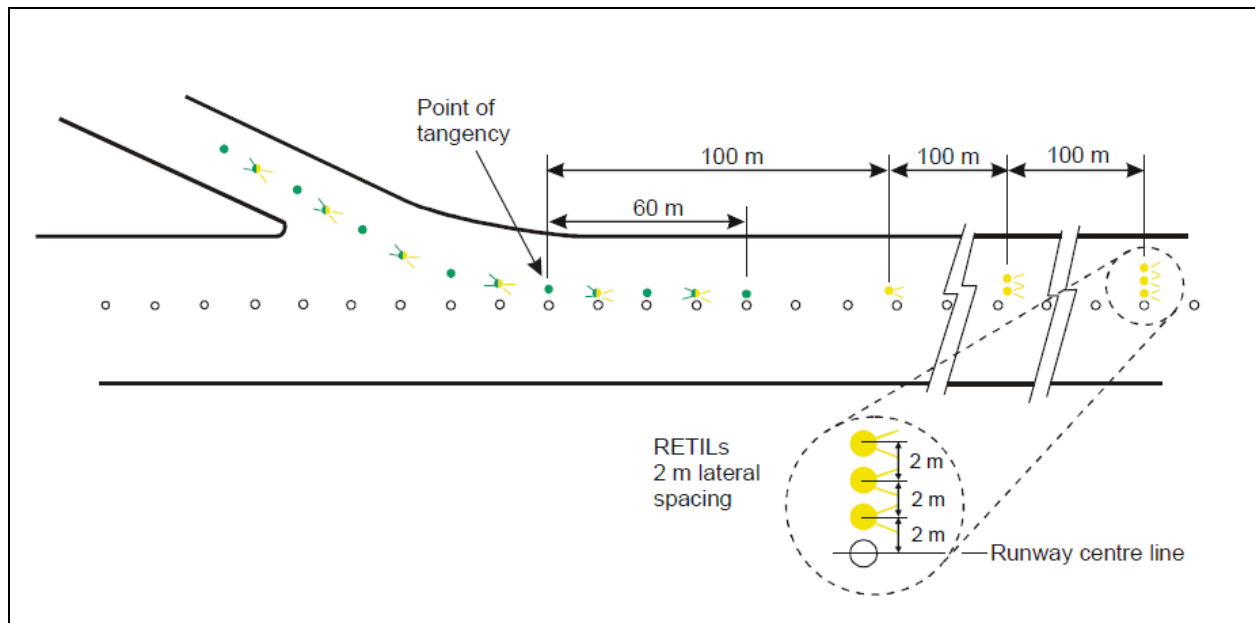 Point of
tangency
100 m
100 m
100 m
60 m
RETILs
2 m lateral
spacing
2 m
2 m
2 m
Runway centre line